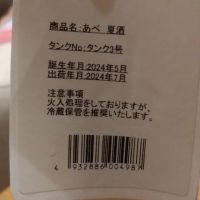 商品名:あべ 夏酒
タンクNo:タンク3号
誕生年月:2024年5月
出荷年月:2024年7月
注意事項
火入処理をしておりますが、
冷蔵保管を推奨いたします。
4 932886 004987